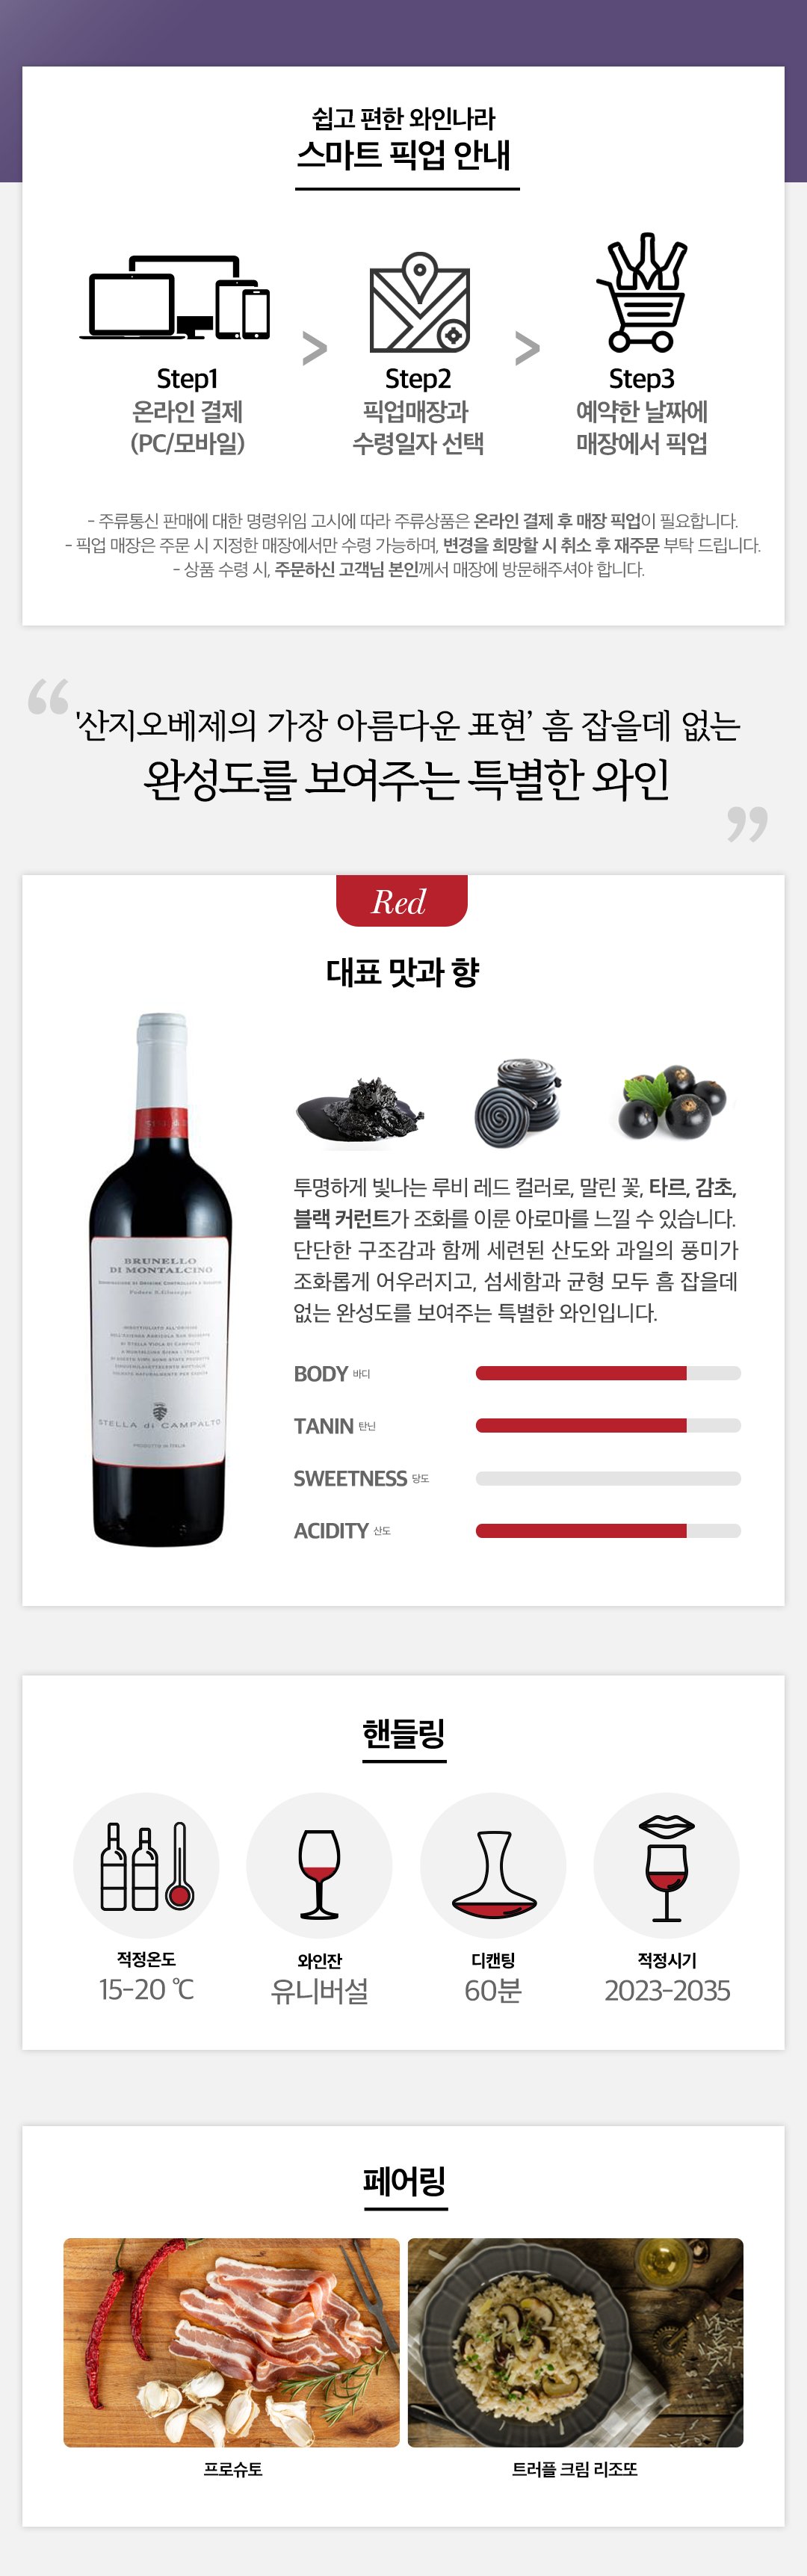 쉽고 편한 와인나라
스마트 픽업 안내
>
>
Step1
온라인 결제
(PC/모바일)
Step2
픽업매장과
수령일자 선택
Step3
예약한 날짜에
매장에서 픽업
- 주류통신 판매에 대한 명령위임 고시에 따라 주류상품은 온라인 결제 후 매장 픽업이 필요합니다.
- 픽업 매장은 주문 시 지정한 매장에서만 수령 가능하며, 변경을 희망할 시 취소 후 재주문 부탁 드립니다.
- 상품 수령 시, 주문하신 고객님 본인께서 매장에 방문해주셔야 합니다.
“ '산지오베제의 가장 아름다운 표현’ 흠 잡을데 없는
완성도를 보여주는 특별한 와인 ”
Red
대표 맛과 향
BRUNELLO
DI MONTALCINO
Podere S.Giuseppe
STELLA di CAMPALTO
PRODOTTO IN ITALIA
투명하게 빛나는 루비 레드 컬러로, 말린 꽃, 타르, 감초,
블랙 커런트가 조화를 이룬 아로마를 느낄 수 있습니다.
단단한 구조감과 함께 세련된 산도와 과일의 풍미가
조화롭게 어우러지고, 섬세함과 균형 모두 흠 잡을데
없는 완성도를 보여주는 특별한 와인입니다.
BODY 바디
TANIN 탄닌
SWEETNESS 당도
ACIDITY 산도
핸들링
적정온도
15-20 ℃
와인잔
유니버설
디캔팅
60분
적정시기
2023-2035
페어링
프로슈토
트러플 크림 리조또